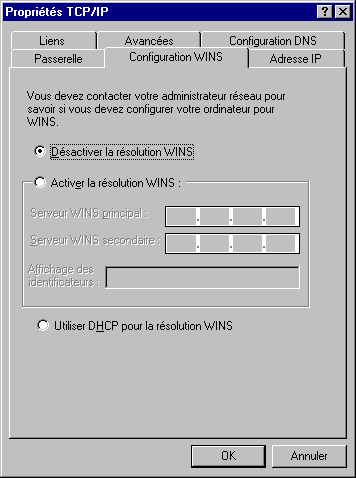 Propriétés TCP/IP
Liens Avancées Configuration DNS
Passerelle Configuration WINS Adresse IP
Vous devez contacter votre administrateur réseau pour
savoir si vous devez configurer votre ordinateur pour
WINS.
Désactiver la résolution WINS
Activer la résolution WINS :
Serveur WINS principal :
Serveur WINS secondaire :
Affichage des
identificateurs :
Utiliser DHCP pour la résolution WINS
OK Annuler